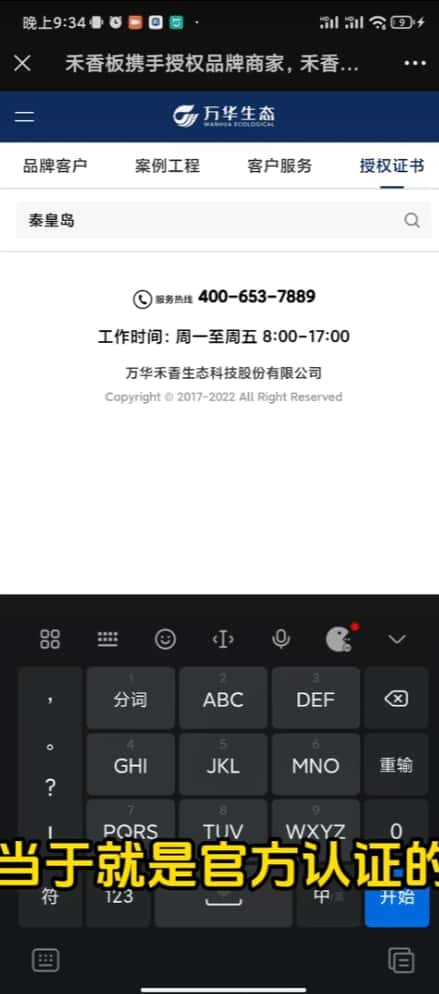 晚上9:34
9
禾香板携手授权品牌商家，禾香...
万华生态
WANHUA ECOLOGICAL
品牌客户 案例工程 客户服务 授权证书
秦皇岛
服务热线 400-653-7889
工作时间：周一至周五 8:00-17:00
万华禾香生态科技股份有限公司
Copyright © 2017-2022 All Right Reserved
， 1 分词 2 ABC 3 DEF
。 4 GHI 5 JKL 6 MNO 重输
?
! 7 PQRS 8 TUV 9 WXYZ 0
当于就是官方认证的
符 123 中 开始